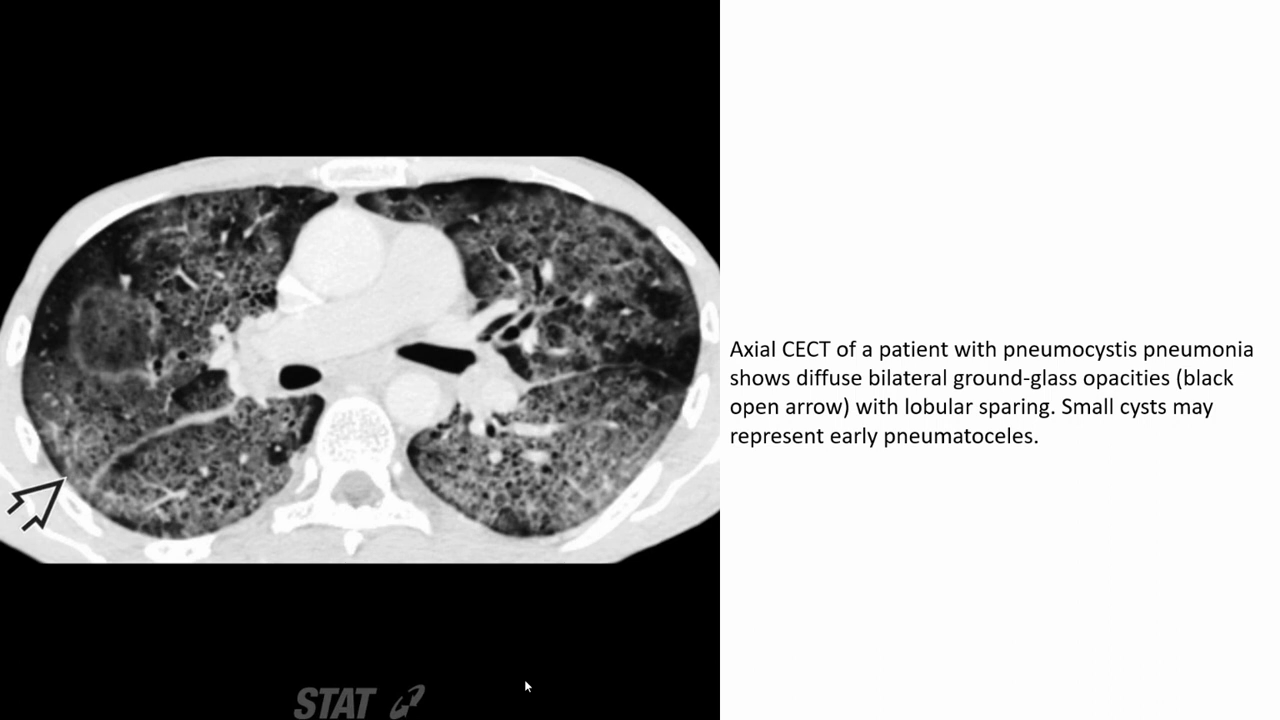 Axial CECT of a patient with pneumocystis pneumonia
shows diffuse bilateral ground-glass opacities (black
open arrow) with lobular sparing. Small cysts may
represent early pneumatoceles.
STAT